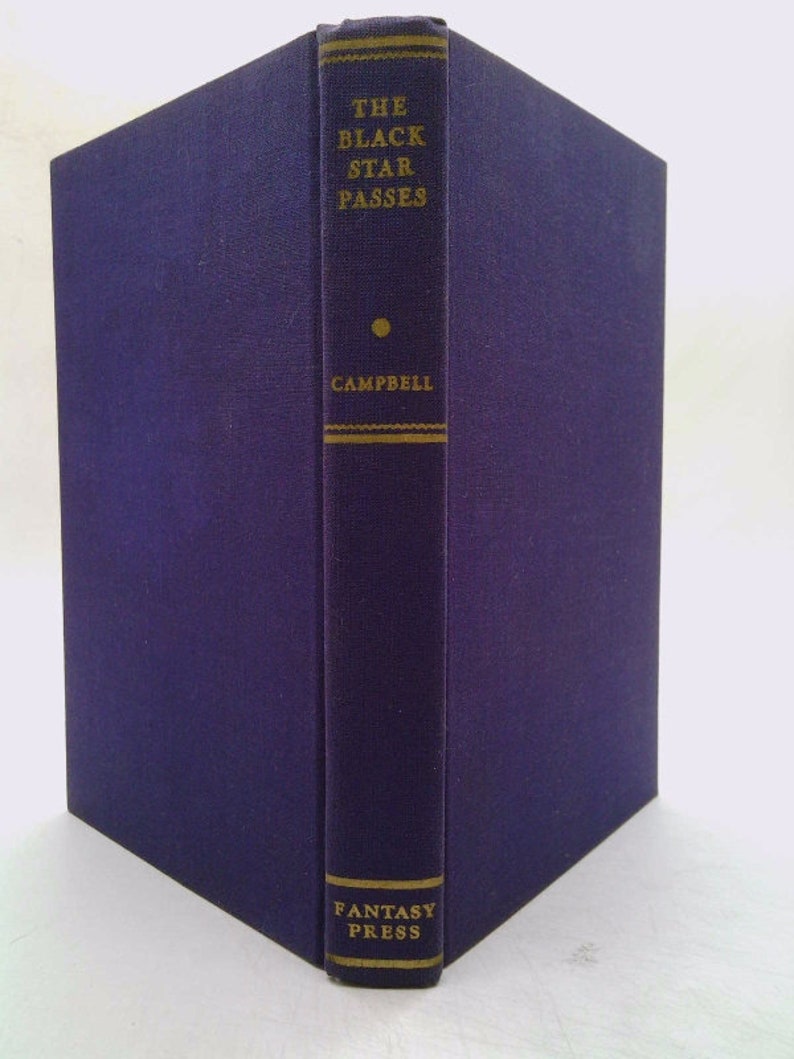 THE
BLACK
STAR
PASSES
CAMPBELL
FANTASY
PRESS